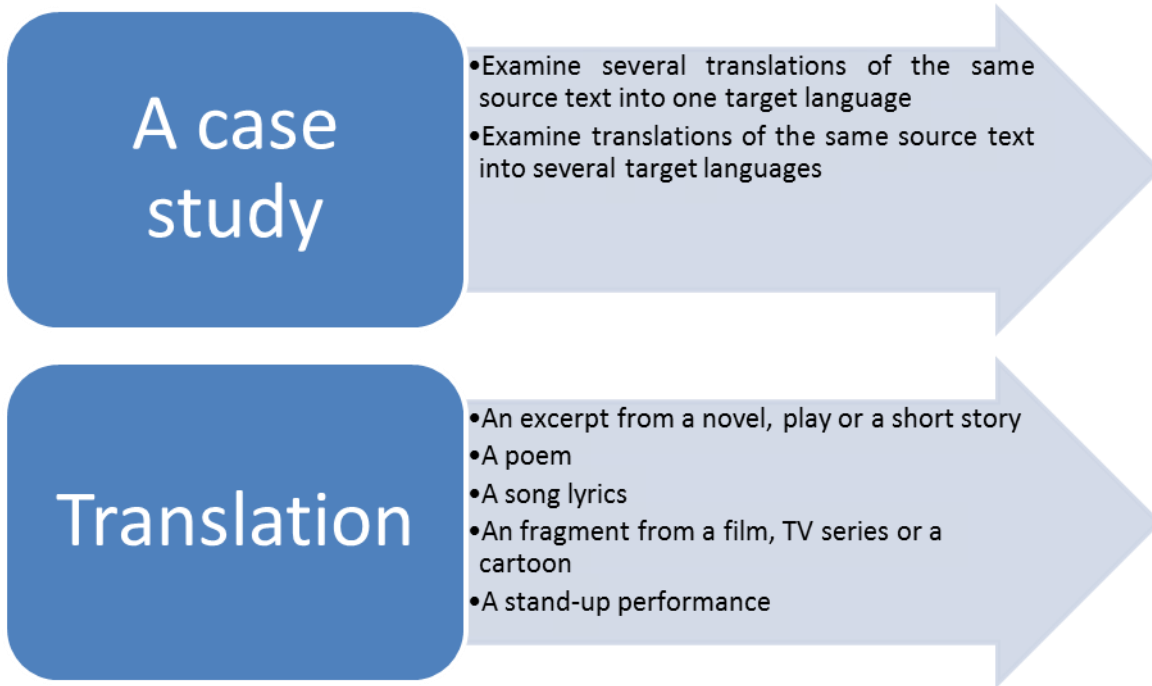 A case
study
•Examine several translations of the same
source text into one target language
•Examine translations of the same source text
into several target languages
Translation
•An excerpt from a novel, play or a short story
•A poem
•A song lyrics
•An fragment from a film, TV series or a
cartoon
•A stand-up performance